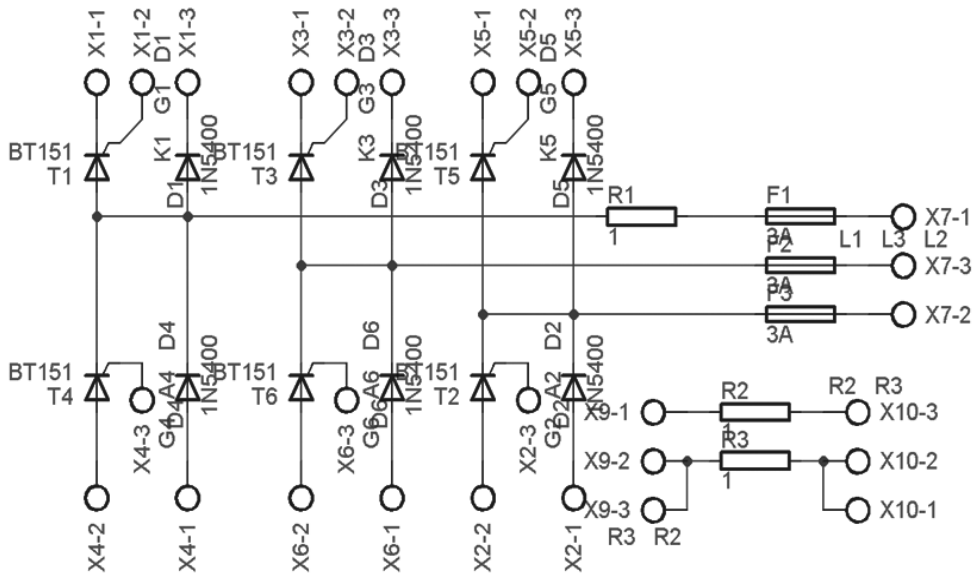 X1-1
X1-2
D1
X1-3
X3-1
X3-2
D3
X3-3
X5-1
X5-2
D5
X5-3
G1
G3
G5
BT151
T1
K1
D1
1N5400
BT151
T3
K3
D3
1N5400
BT151
T5
K5
D5
1N5400
R1
1
F1
3A
X7-1
L1 L3 L2
F2
3A
X7-3
F3
3A
X7-2
BT151
T4
D4
A4
1N5400
G4
D4
X4-3
BT151
T6
D6
A6
1N5400
G6
D6
X6-3
BT151
T2
D2
A2
1N5400
G2
D2
X2-3
X4-2
X4-1
X6-2
X6-1
X2-2
X2-1
X9-1
R2
1
R2 R3
X10-3
X9-2
R3
1
X10-2
X9-3
X10-1
R3 R2